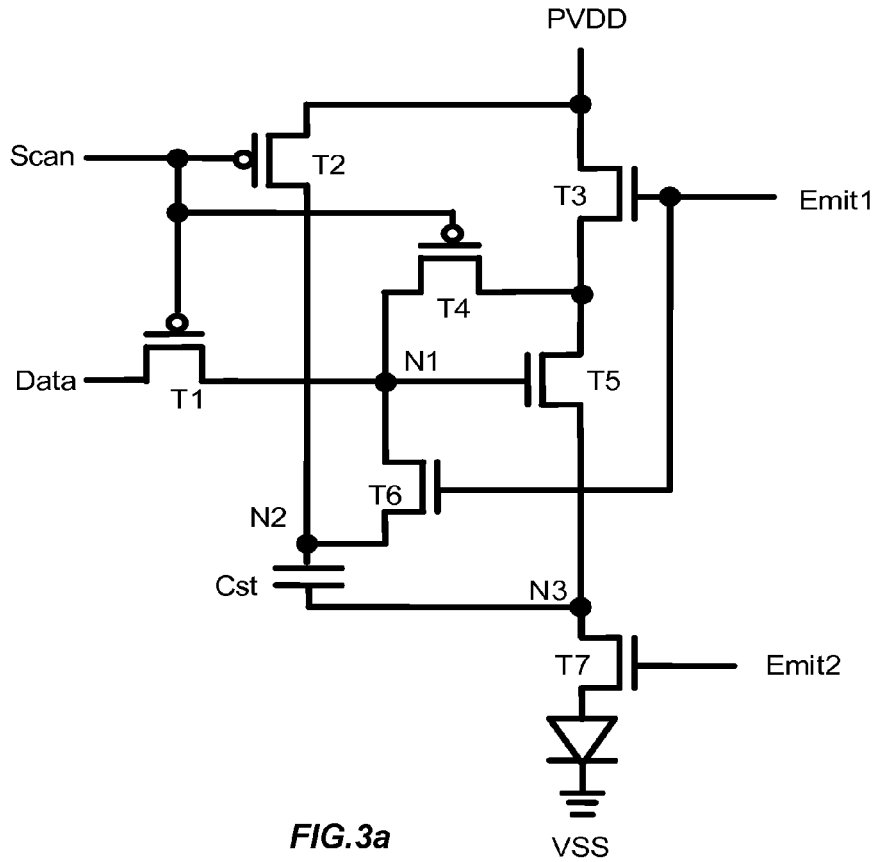 PVDD
Scan
T2
T3
Emit1
T4
N1
T5
Data
T1
T6
N2
Cst
N3
T7
Emit2
FIG.3a
VSS